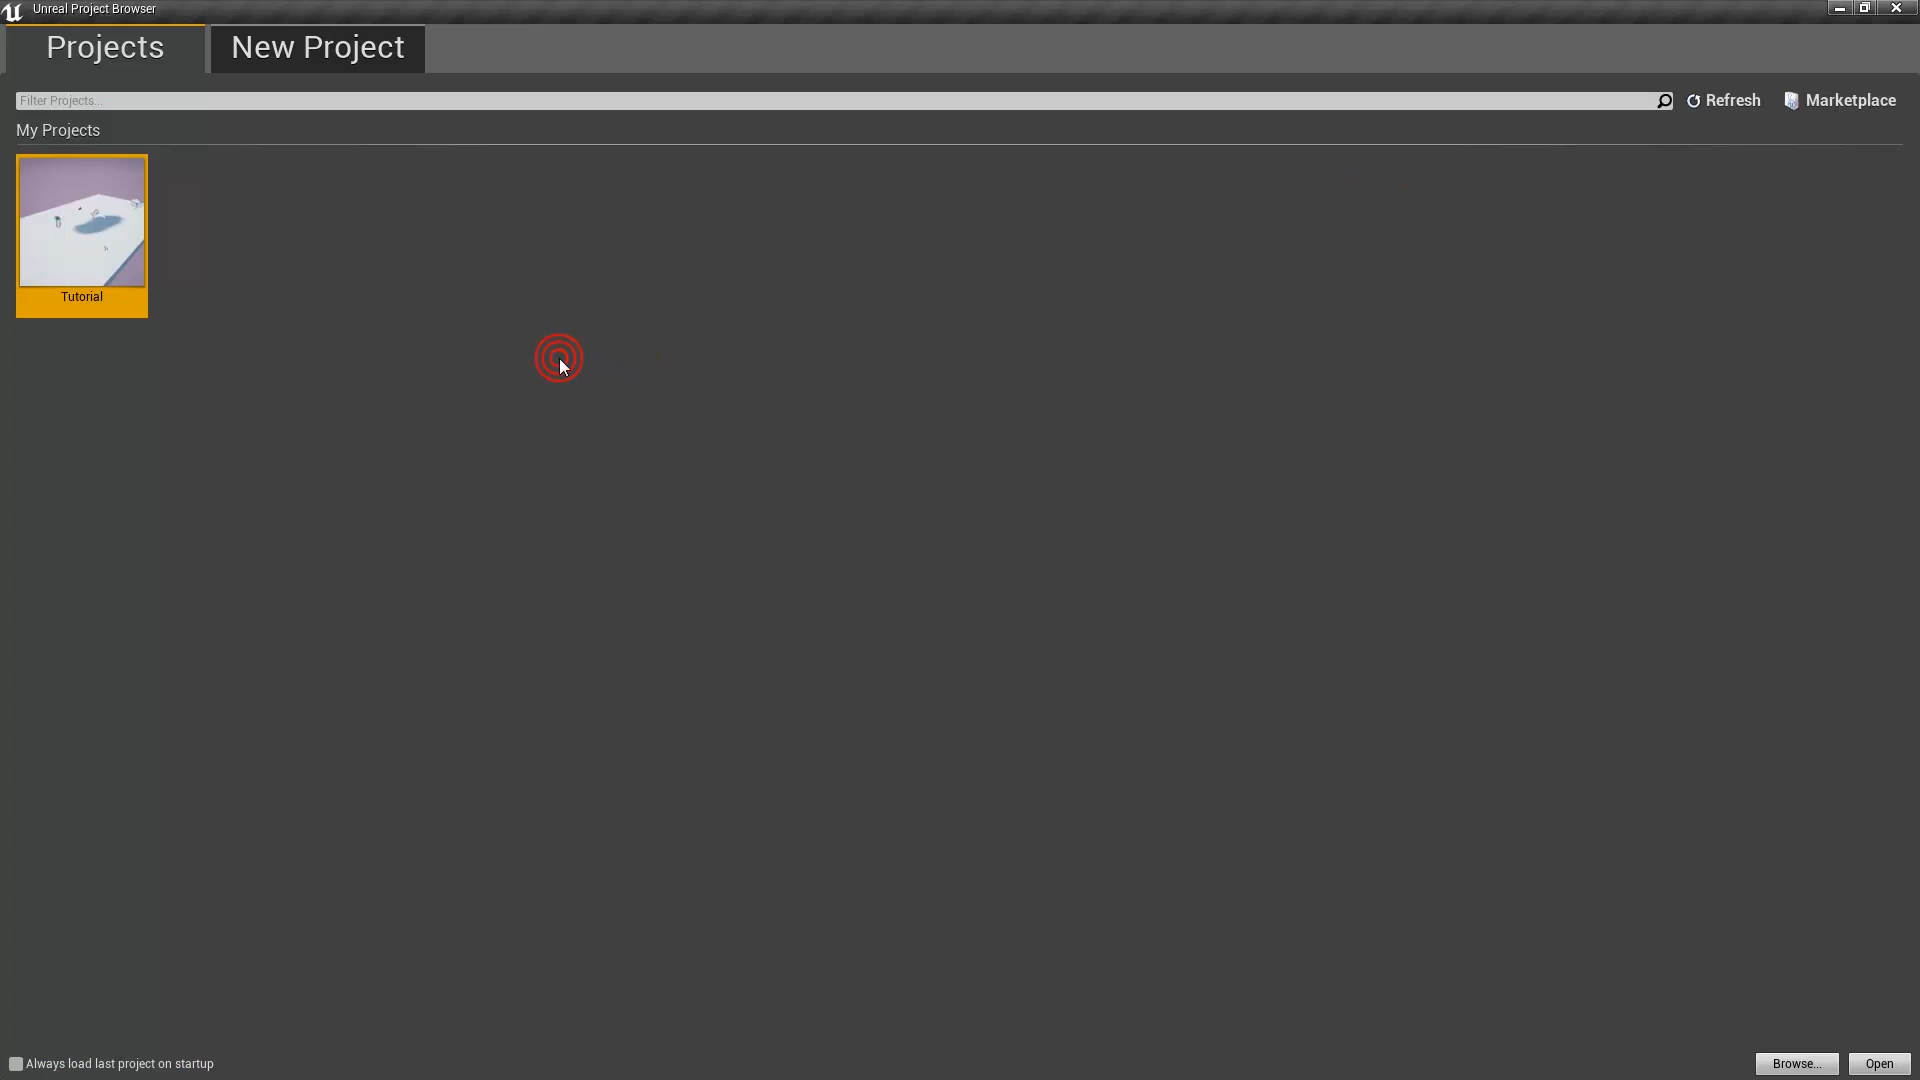 Unreal Project Browser
Projects
New Project
Filter Projects...
Refresh
Marketplace
My Projects
Tutorial
Always load last project on startup
Browse...
Open